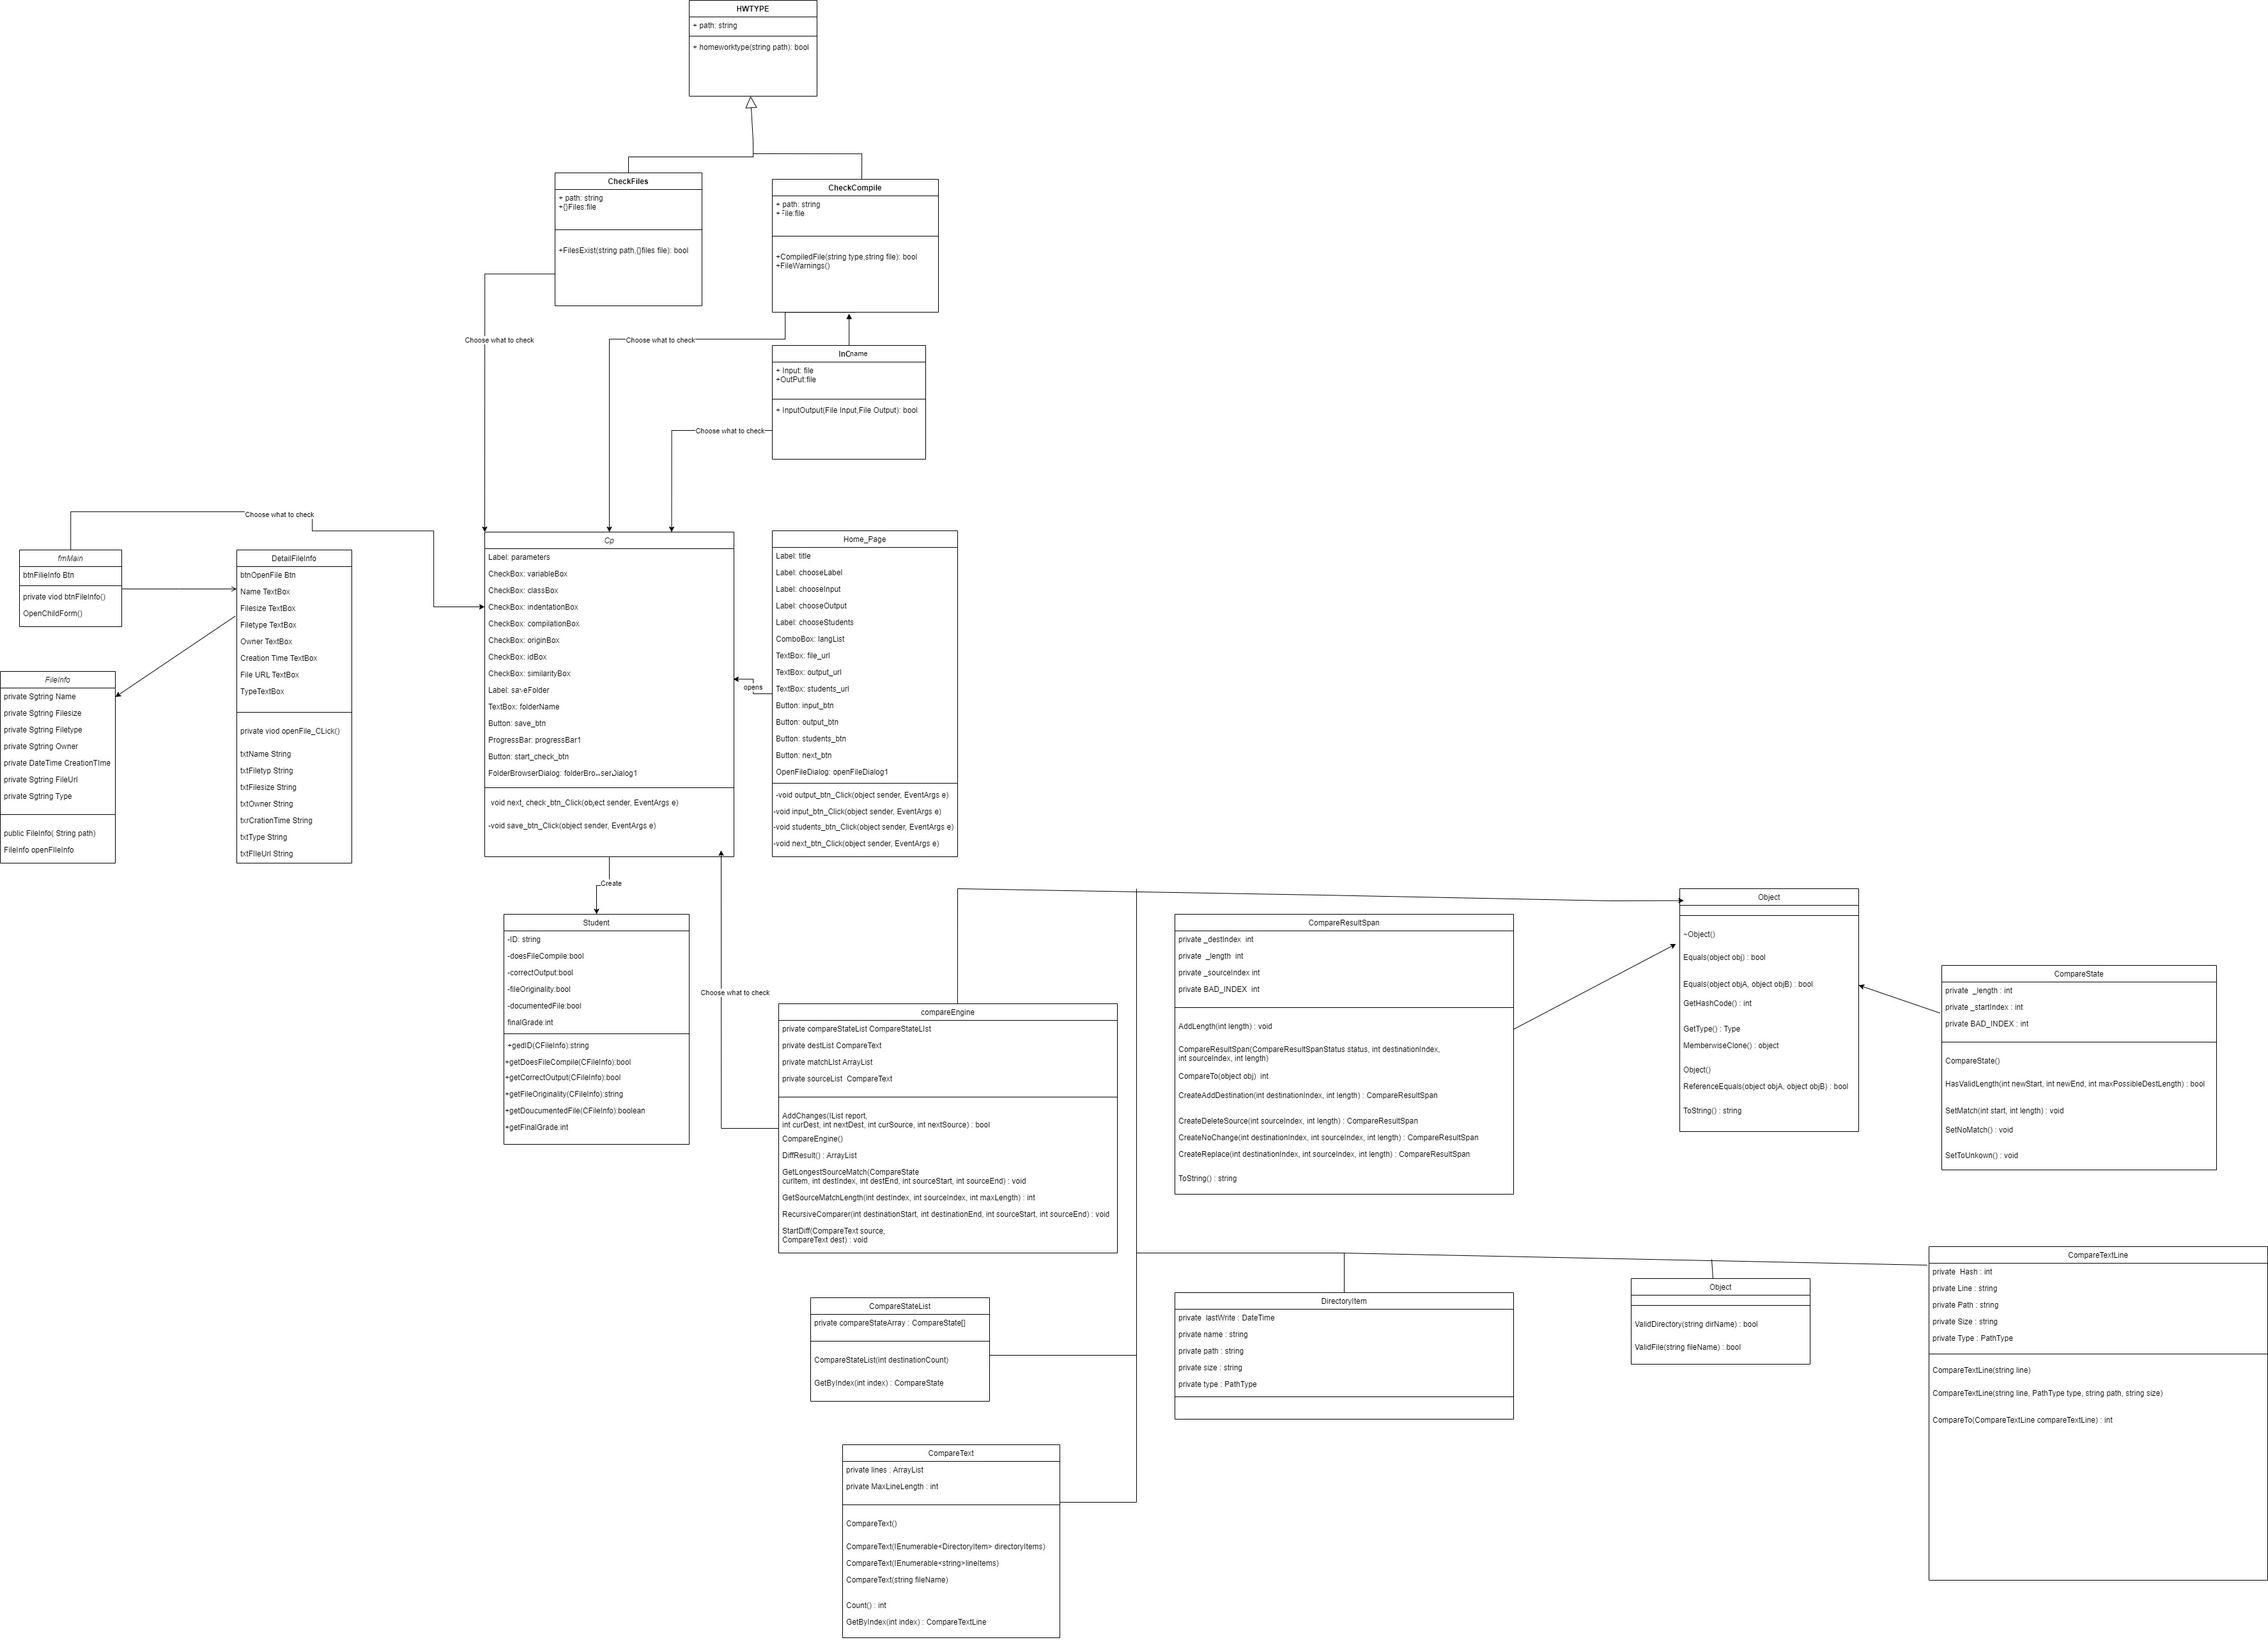 HWTYPE
+ path: string
+ homeworktype(string path): bool
CheckFiles
+ path: string
+{}Files:file
+FilesExist(string path,{}files file): bool
CheckCompile
+ path: string
+File:file
+CompiledFile(string type,string file): bool
+FileWarnings()
Choose what to check
Choose what to check
name
+ Input: file
+OutPut:file
+ InputOutput(File Input,File Output): bool
Choose what to check
Choose what to check
fmMain
btnFilieInfo Btn
private viod btnFileInfo()
OpenChildForm()
DetailFileInfo
btnOpenFile Btn
Name TextBox
Filesize TextBox
Filetype TextBox
Owner TextBox
Creation Time TextBox
File URL TextBox
TypeTextBox
private viod openFile_CLick()
txtName String
txtFiletyp String
txtFilesize String
txtOwner String
txrCrationTime String
txtType String
txtFIleUrl String
FileInfo
private Sgtring Name
private Sgtring Filesize
private Sgtring Filetype
private Sgtring Owner
private DateTime CreationTIme
private Sgtring FileUrl
private Sgtring Type
public FileInfo( String path)
FileInfo openFileInfo
Cp
Label: parameters
CheckBox: variableBox
CheckBox: classBox
CheckBox: indentationBox
CheckBox: compilationBox
CheckBox: originBox
CheckBox: idBox
CheckBox: similarityBox
Label: saveFolder
TextBox: folderName
Button: save_btn
ProgressBar: progressBar1
Button: start_check_btn
FolderBrowserDialog: folderBrowserDialog1
void next_check_btn_Click(object sender, EventArgs e)
-void save_btn_Click(object sender, EventArgs e)
Home_Page
Label: title
Label: chooseLabel
Label: chooseInput
Label: chooseOutput
Label: chooseStudents
ComboBox: langList
TextBox: file_url
TextBox: output_url
TextBox: students_url
Button: input_btn
Button: output_btn
Button: students_btn
Button: next_btn
OpenFileDialog: openFileDialog1
-void output_btn_Click(object sender, EventArgs e)
-void input_btn_Click(object sender, EventArgs e)
-void students_btn_Click(object sender, EventArgs e)
-void next_btn_Click(object sender, EventArgs e)
opens
Create
Student
-ID: string
-doesFileCompile:bool
-correctOutput:bool
-fileOriginality:bool
-documentedFile:bool
finalGrade:int
+gedID(CFileInfo):string
+getDoesFileCompile(CFileInfo):bool
+getCorrectOutput(CFileInfo):bool
+getFileOriginality(CFileInfo):string
+getDoucumentedFile(CFileInfo):boolean
+getFinalGrade:int
Choose what to check
compareEngine
private compareStateList CompareStateLIst
private destList CompareText
private matchLIst ArrayList
private sourceList  CompareText
AddChanges(IList report,
int curDest, int nextDest, int curSource, int nextSource) : bool
CompareEngine()
DiffResult() : ArrayList
GetLongestSourceMatch(CompareState
curItem, int destIndex, int destEnd, int sourceStart, int sourceEnd) : void
GetSourceMatchLength(int destIndex, int sourceIndex, int maxLength) : int
RecursiveComparer(int destinationStart, int destinationEnd, int sourceStart, int sourceEnd) : void
StartDiff(CompareText source,
CompareText dest) : void
CompareResultSpan
private _destIndex  int
private  _length  int
private _sourceIndex int
private BAD_INDEX  int
AddLength(int length) : void
CompareResultSpan(CompareResultSpanStatus status, int destinationIndex,
int sourceIndex, int length)
CompareTo(object obj)  int
CreateAddDestination(int destinationIndex, int length) : CompareResultSpan
CreateDeleteSource(int sourceIndex, int length) : CompareResultSpan
CreateNoChange(int destinationIndex, int sourceIndex, int length) : CompareResultSpan
CreateReplace(int destinationIndex, int sourceIndex, int length) : CompareResultSpan
ToString() : string
Object
~Object()
Equals(object obj) : bool
Equals(object objA, object objB) : bool
GetHashCode() : int
GetType() : Type
MemberwiseClone() : object
Object()
ReferenceEquals(object objA, object objB) : bool
ToString() : string
CompareState
private  _length : int
private _startIndex : int
private BAD_INDEX : int
CompareState()
HasValidLength(int newStart, int newEnd, int maxPossibleDestLength) : bool
SetMatch(int start, int length) : void
SetNoMatch() : void
SetToUnkown() : void
CompareStateList
private compareStateArray : CompareState[]
CompareStateList(int destinationCount)
GetByIndex(int index) : CompareState
DirectoryItem
private  lastWrite : DateTime
private name : string
private path : string
private size : string
private type : PathType
Object
ValidDirectory(string dirName) : bool
ValidFile(string fileName) : bool
CompareTextLine
private  Hash : int
private Line : string
private Path : string
private Size : string
private Type : PathType
CompareTextLine(string line)
CompareTextLine(string line, PathType type, string path, string size)
CompareTo(CompareTextLine compareTextLine) : int
CompareText
private lines : ArrayList
private MaxLineLength : int
CompareText()
CompareText(IEnumerable<DirectoryItem> directoryItems)
CompareText(IEnumerable<string>lineItems)
CompareText(string fileName)
Count() : int
GetByIndex(int index) : CompareTextLine